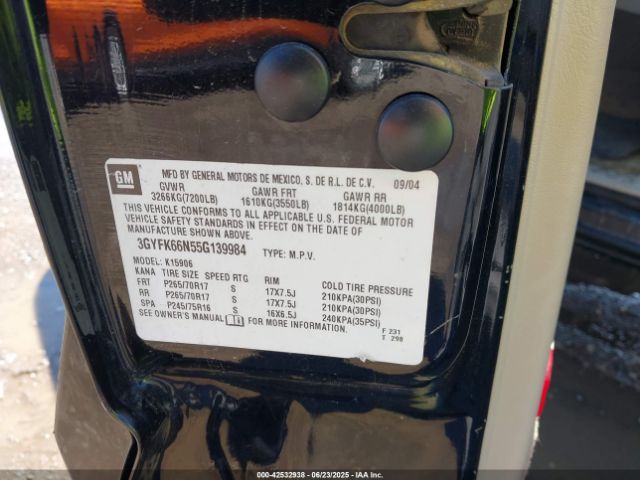 GM
MFD BY GENERAL MOTORS DE MEXICO, S. DE R.L. DE C.V. 09/04
GVWR GAWR FRT GAWR RR
3266KG(7200LB) 1610KG(3550LB) 1814KG(4000LB)
THIS VEHICLE CONFORMS TO ALL APPLICABLE U.S. FEDERAL MOTOR
VEHICLE SAFETY STANDARDS IN EFFECT ON THE DATE OF
MANUFACTURE SHOWN ABOVE.
3GYFK66N55G139984 TYPE: M.P.V.
MODEL: K15906
KANA TIRE SIZE SPEED RTG RIM COLD TIRE PRESSURE
FRT P265/70R17 S 17X7.5J 210KPA(30PSI)
RR P265/70R17 S 17X7.5J 210KPA(30PSI)
SPA P245/75R16 S 16X6.5J 240KPA(35PSI)
SEE OWNER'S MANUAL FOR MORE INFORMATION.
F 231
T 298
000-42532938 - 06/23/2025 - COPYRIGHT IAA, LLC.